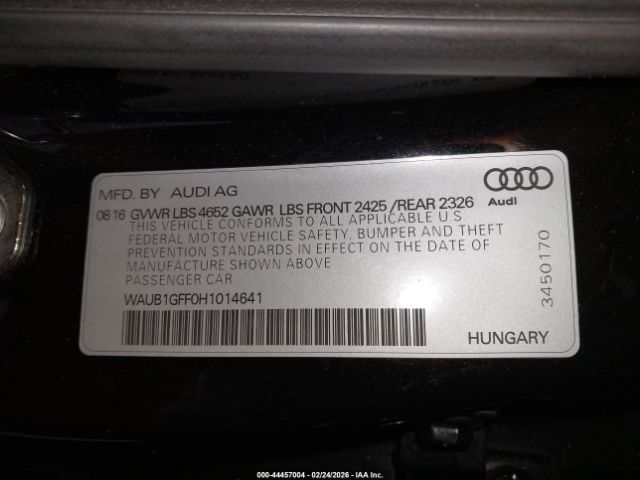 MFD. BY AUDI AG
08 16 GVWR LBS 4652 GAWR LBS FRONT 2425 /REAR 2326
THIS VEHICLE CONFORMS TO ALL APPLICABLE U.S.
FEDERAL MOTOR VEHICLE SAFETY, BUMPER AND THEFT
PREVENTION STANDARDS IN EFFECT ON THE DATE OF
MANUFACTURE SHOWN ABOVE
PASSENGER CAR
WAUB1GFF0H1014641
Audi
3450170
HUNGARY
000-44457004 - 02/24/2026 - COPYRIGHT IAA, LLC.